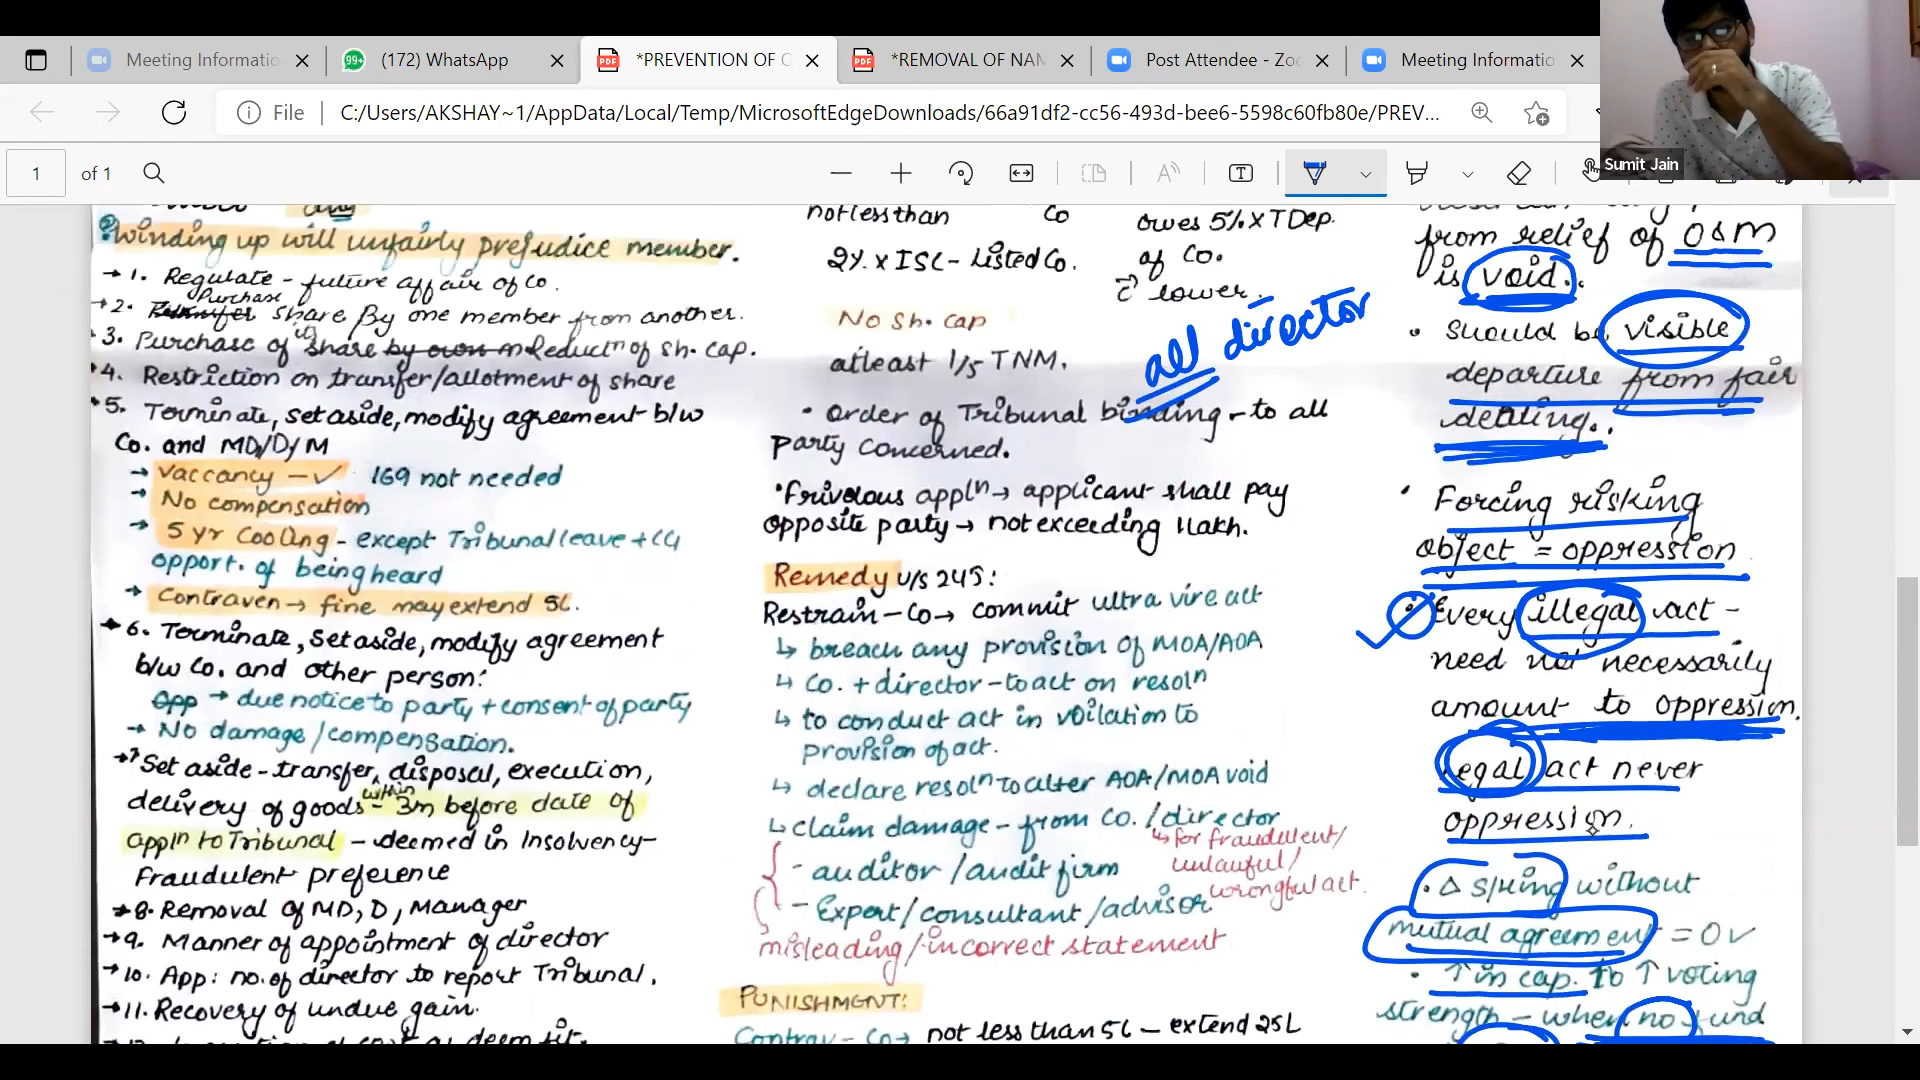 Meeting Informatio
(172) WhatsApp
*PREVENTION OF O
*REMOVAL OF NAM
Post Attendee - Zoo
Meeting Informatio
File
C:/Users/AKSHAY~1/AppData/Local/Temp/MicrosoftEdgeDownloads/66a91df2-cc56-493d-bee6-5598c60fb80e/PREV...
Sumit Jain
1 of 1
winding up will unfairly prejudice member.
1. Regulate - future affair of Co.
Purchase
2. share By one member from another.
3. Purchase of its share by own Reductn of sh. cap.
4. Restriction on transfer/allotment of share
5. Terminate, set aside, modify agreement b/w
Co. and MD/D/M
→ vaccancy - ✓ 169 not needed
→ No compensation
→ 5 yr Cooling - except Tribunal leave + CG
opport. of being heard
→ Contraven → fine may extend 5L.
6. Terminate, set aside, modify agreement
b/w Co. and other person:
App → due notice to party + consent of party
→ No damage/compensation.
7 Set aside - transfer, disposal, execution,
delivery of goods - within 3m before date of
appln to Tribunal - deemed in Insolvency-
Fraudulent preference
8. Removal of MD, D, Manager
9. Manner of appointment of director
10. App: no. of director to report Tribunal.
11. Recovery of undue gain.
not less than Co
2% x ISC - Listed Co.
owes 5% x T Dep.
of Co.
lower.
No Sh. cap
atleast 1/5 TNM.
all director
• Order of Tribunal binding - to all
Party Concerned.
• Frivolous appln → applicant shall pay
opposite party → not exceeding 1 lakh.
Remedy u/s 245:
Restrain - Co → commit ultra vire act
↳ breach any provision of MOA/AOA
↳ Co. + director - to act on resoln
↳ to conduct act in voilation to
provision of act.
↳ declare resoln to alter AOA/MOA void
↳ claim damage - from Co. / director
↳ for fraudulent/
unlawful/
wrongful act.
- auditor / audit firm
- Expert / consultant / advisor
misleading / incorrect statement
PUNISHMENT:
Contrav - Co → not less than 5L - extend 25L
from relief of O&M
is void.
• Should be visible
departure from fair
dealing.
• Forcing risking
object = oppression
• Every illegal act -
need not necessarily
amount to oppression.
egal act never
oppression.
• Δ S/Hing without
mutual agreement = O ✓
• ↑ in cap. to ↑ voting
strength - when no fund